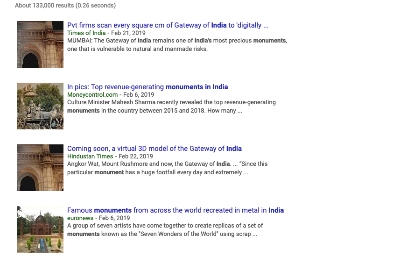 About 133,000 results (0.26 seconds)
Pvt firms scan every square cm of Gateway of India to 'digitally ...
Times of India - Feb 21, 2019
MUMBAI: The Gateway of India remains one of India's most precious monuments,
one that is vulnerable to natural and manmade risks.
In pics: Top revenue-generating monuments in India
Moneycontrol.com - Feb 6, 2019
Culture Minister Mahesh Sharma recently revealed the top revenue-generating
monuments in the country between 2015 and 2018. How many ...
Coming soon, a virtual 3D model of the Gateway of India
Hindustan Times - Feb 22, 2019
Angkor Wat, Mount Rushmore and now, the Gateway of India. ... "Since this
particular monument has a huge footfall every day and extremely ...
Famous monuments from across the world recreated in metal in India
euronews - Feb 6, 2019
A group of seven artists have come together to create replicas of a set of
monuments known as the "Seven Wonders of the World" using scrap ...